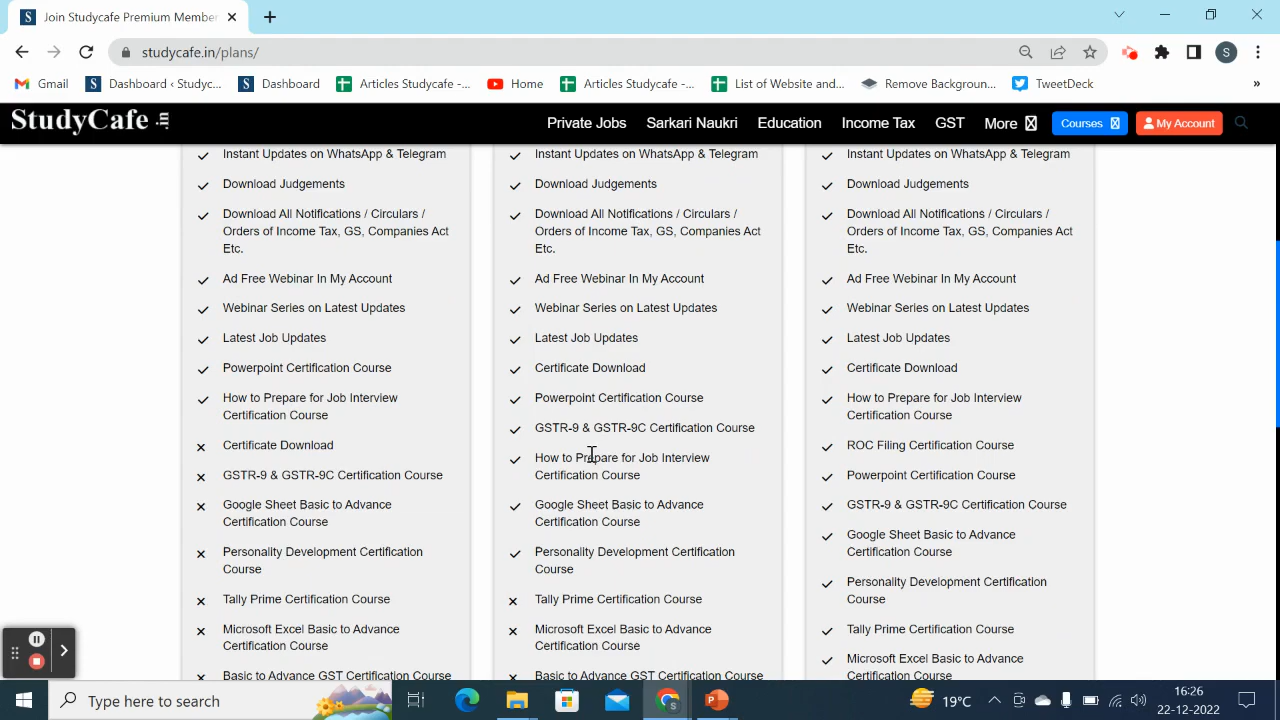 Join Studycafe Premium Member
studycafe.in/plans/
S
Gmail
Dashboard ‹ Studyc...
Dashboard
Articles Studycafe -...
Home
Articles Studycafe -...
List of Website and...
Remove Backgroun...
TweetDeck
»
StudyCafe .in
Private Jobs
Sarkari Naukri
Education
Income Tax
GST
More
Courses
My Account
Instant Updates on WhatsApp & Telegram
Download Judgements
Download All Notifications / Circulars /
Orders of Income Tax, GS, Companies Act
Etc.
Ad Free Webinar In My Account
Webinar Series on Latest Updates
Latest Job Updates
Powerpoint Certification Course
How to Prepare for Job Interview
Certification Course
Certificate Download
GSTR-9 & GSTR-9C Certification Course
Google Sheet Basic to Advance
Certification Course
Personality Development Certification
Course
Tally Prime Certification Course
Microsoft Excel Basic to Advance
Certification Course
Basic to Advance GST Certification Course
Instant Updates on WhatsApp & Telegram
Download Judgements
Download All Notifications / Circulars /
Orders of Income Tax, GS, Companies Act
Etc.
Ad Free Webinar In My Account
Webinar Series on Latest Updates
Latest Job Updates
Certificate Download
Powerpoint Certification Course
GSTR-9 & GSTR-9C Certification Course
How to Prepare for Job Interview
Certification Course
Google Sheet Basic to Advance
Certification Course
Personality Development Certification
Course
Tally Prime Certification Course
Microsoft Excel Basic to Advance
Certification Course
Basic to Advance GST Certification Course
Instant Updates on WhatsApp & Telegram
Download Judgements
Download All Notifications / Circulars /
Orders of Income Tax, GS, Companies Act
Etc.
Ad Free Webinar In My Account
Webinar Series on Latest Updates
Latest Job Updates
Certificate Download
How to Prepare for Job Interview
Certification Course
ROC Filing Certification Course
Powerpoint Certification Course
GSTR-9 & GSTR-9C Certification Course
Google Sheet Basic to Advance
Certification Course
Personality Development Certification
Course
Tally Prime Certification Course
Microsoft Excel Basic to Advance
Certification Course
Type here to search
19°C
16:26
22-12-2022